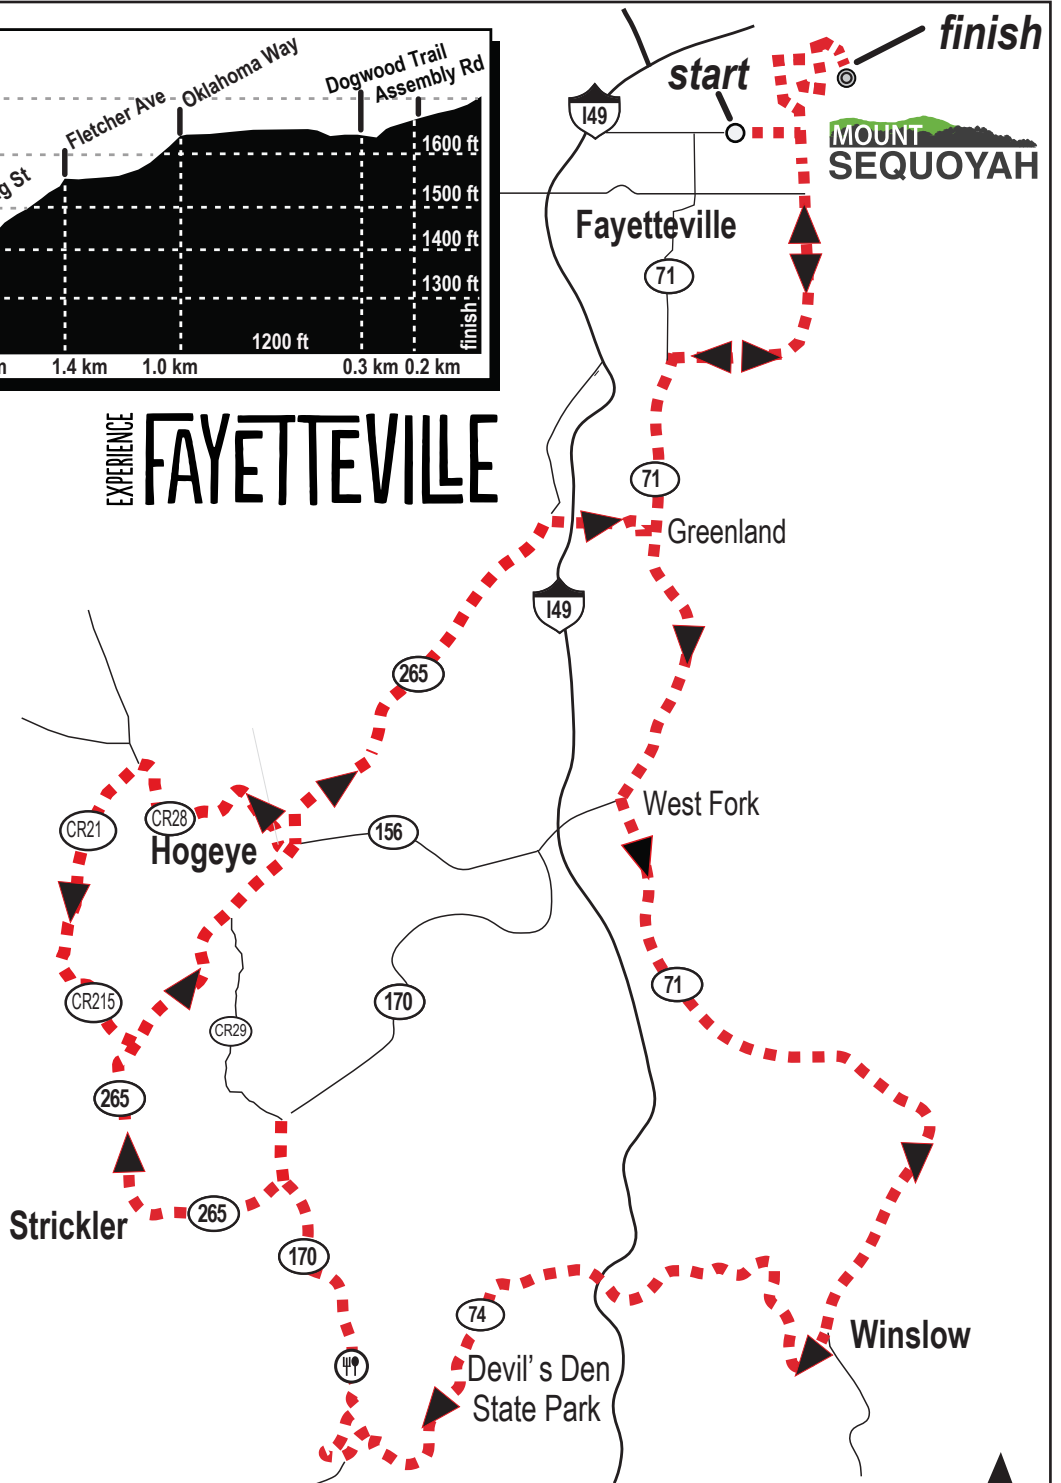 finish
start
I49
MOUNT
SEQUOYAH
Fletcher Ave
Oklahoma Way
Dogwood Trail
Assembly Rd
g St
1600 ft
1500 ft
1400 ft
1300 ft
1200 ft
finish
1.4 km
1.0 km
0.3 km
0.2 km
Fayetteville
71
EXPERIENCE
FAYETTEVILLE
71
Greenland
I49
265
CR21
CR28
Hogeye
156
West Fork
CR215
CR29
170
71
265
Strickler
265
170
74
Winslow
Devil's Den
State Park